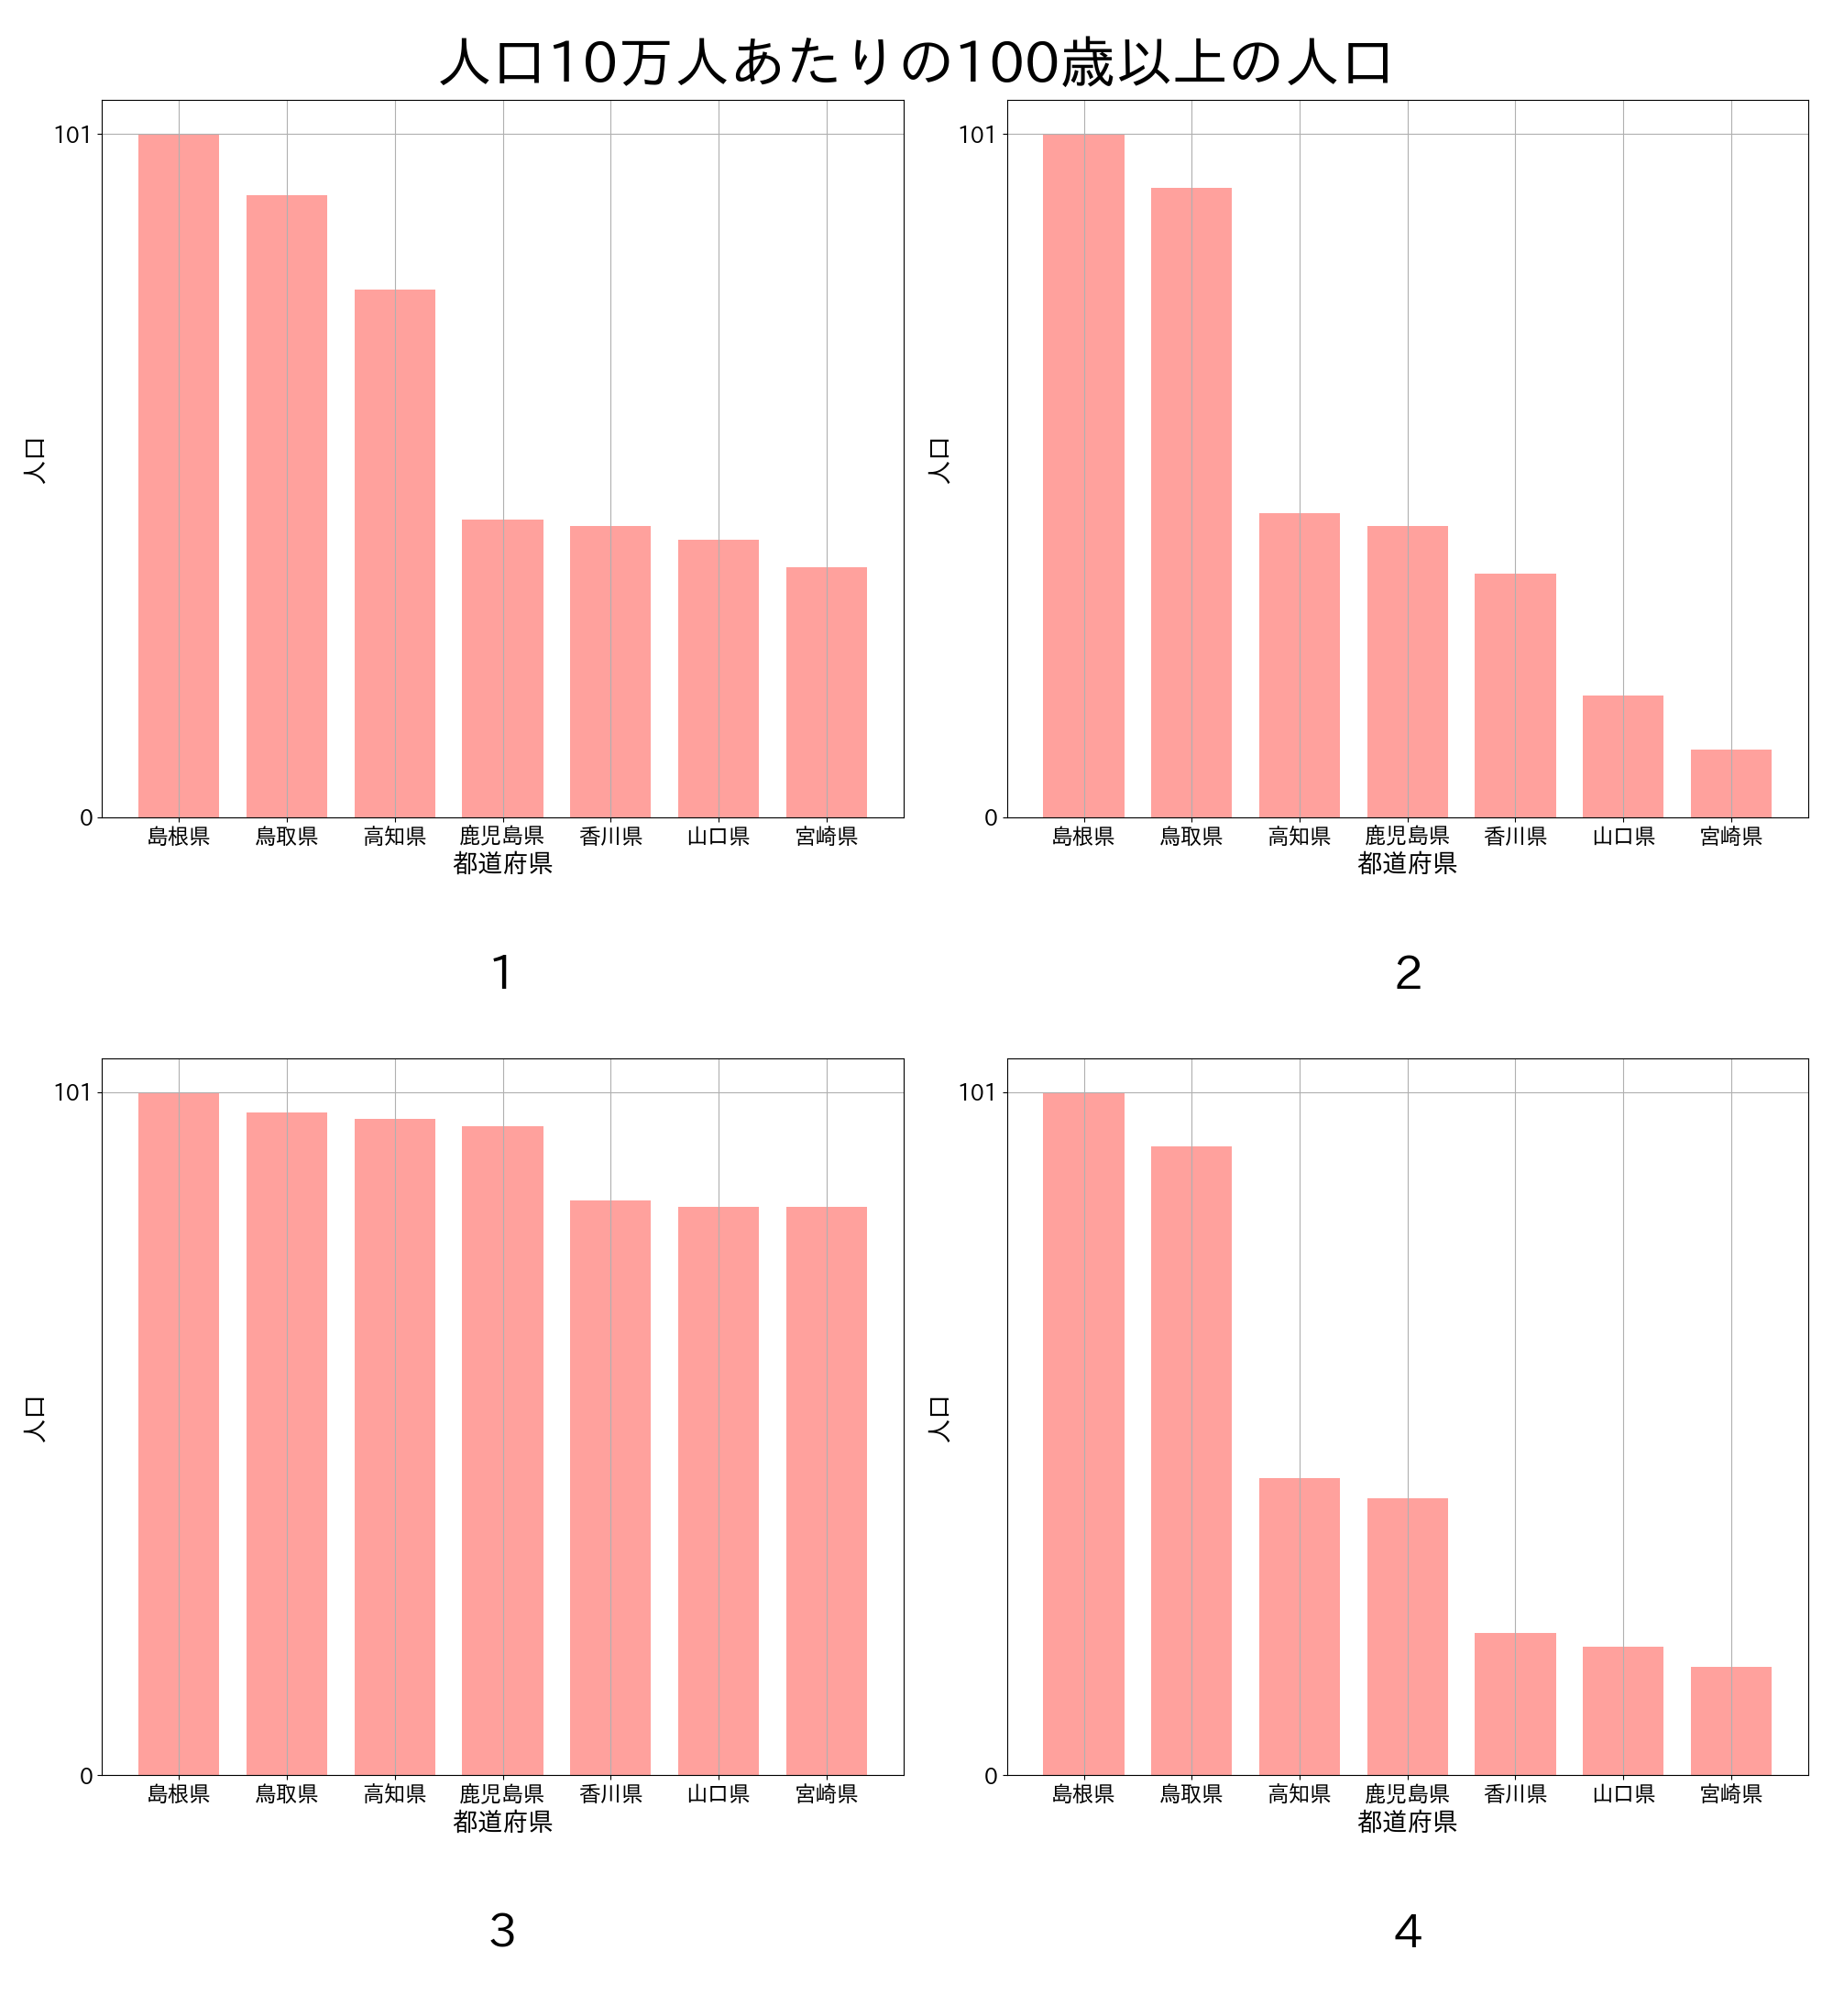 人口10万人あたりの100歳以上の人口
101
0
人口
島根県 鳥取県 高知県 鹿児島県 香川県 山口県 宮崎県
都道府県
1
101
0
人口
島根県 鳥取県 高知県 鹿児島県 香川県 山口県 宮崎県
都道府県
2
101
0
人口
島根県 鳥取県 高知県 鹿児島県 香川県 山口県 宮崎県
都道府県
3
101
0
人口
島根県 鳥取県 高知県 鹿児島県 香川県 山口県 宮崎県
都道府県
4